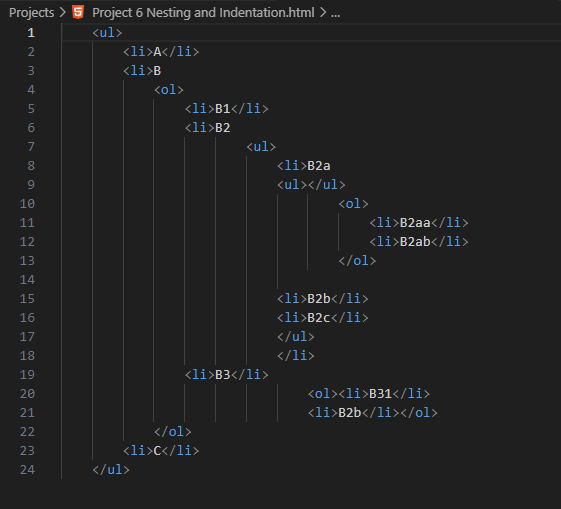 Projects > Project 6 Nesting and Indentation.html > ...
1 <ul>
2 <li>A</li>
3 <li>B
4 <ol>
5 <li>B1</li>
6 <li>B2
7 <ul>
8 <li>B2a
9 <ul></ul>
10 <ol>
11 <li>B2aa</li>
12 <li>B2ab</li>
13 </ol>
14
15 <li>B2b</li>
16 <li>B2c</li>
17 </ul>
18 </li>
19 <li>B3</li>
20 <ol><li>B31</li>
21 <li>B2b</li></ol>
22 </ol>
23 <li>C</li>
24 </ul>